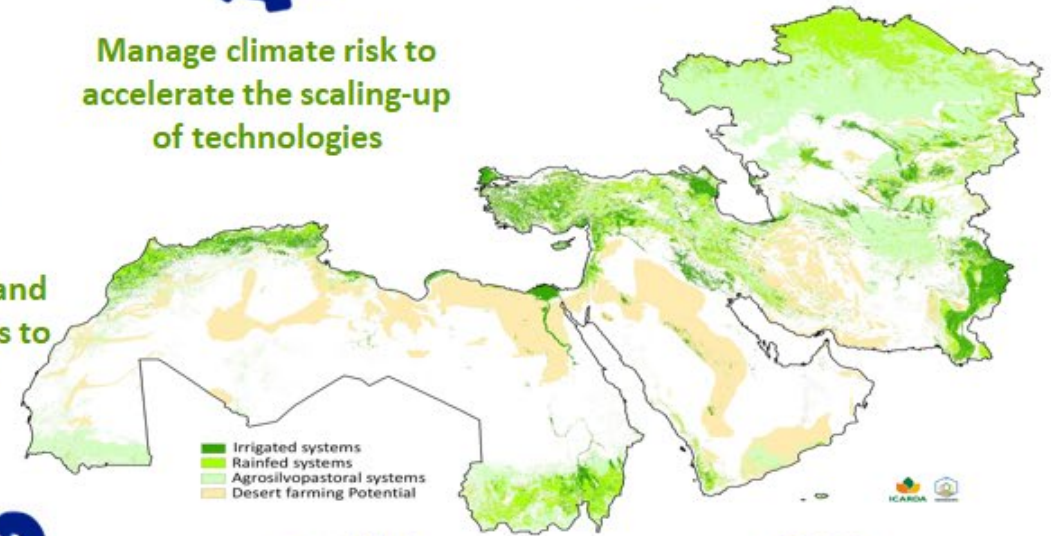 Manage climate risk to
accelerate the scaling-up
of technologies
and
s to
Irrigated systems
Rainfed systems
Agrosilvopastoral systems
Desert farming Potential
ICARDA